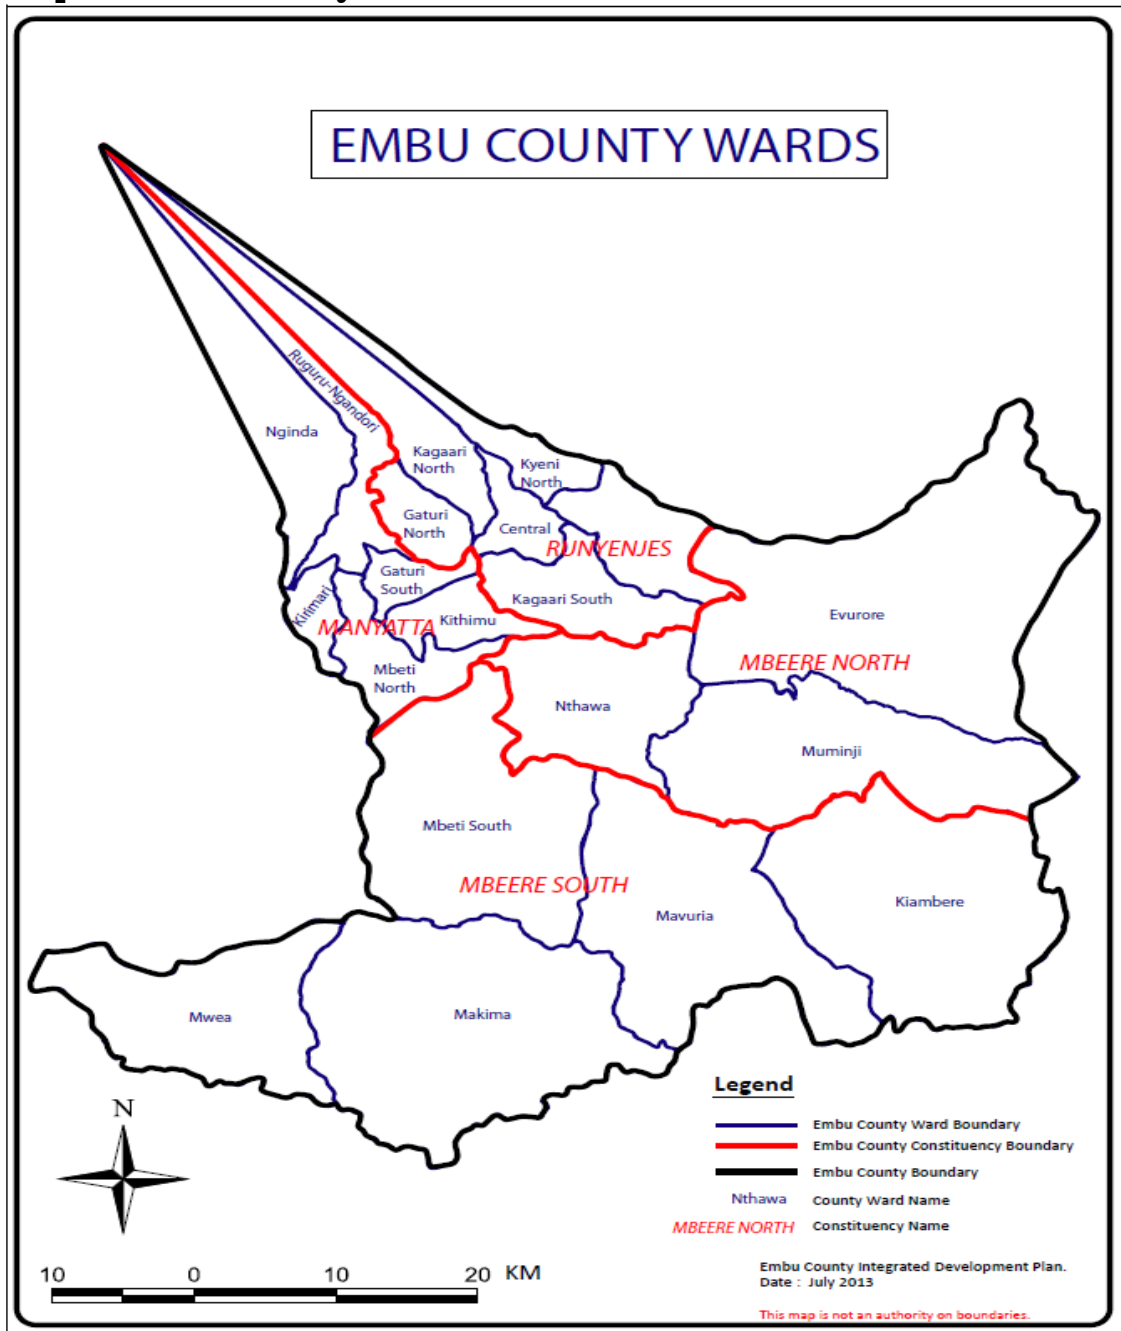 EMBU COUNTY WARDS
Ruguru-Ngandori
Nginda
Kagaari
North
Kyeni
North
Gaturi
North
Central
RUNYENJES
Gaturi
South
Kagaari South
Kirimari
MANYATTA
Kithimu
Evurore
MBEERE NORTH
Mbeti
North
Nthawa
Muminji
Mbeti South
MBEERE SOUTH
Kiambere
Mavuria
Mwea
Makima
Legend
N
Embu County Ward Boundary
Embu County Constituency Boundary
Embu County Boundary
Nthawa County Ward Name
MBEERE NORTH Constituency Name
10 0 10 20 KM
Embu County Integrated Development Plan.
Date : July 2013
This map is not an authority on boundaries.